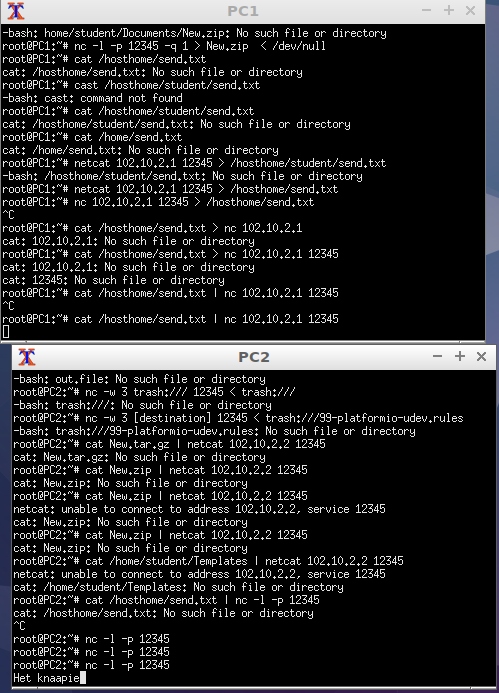 PC1
-bash: home/student/Documents/New.zip: No such file or directory
root@PC1:~# nc -l -p 12345 -q 1 > New.zip  < /dev/null
root@PC1:~# cat /hosthome/send.txt
cat: /hosthome/send.txt: No such file or directory
root@PC1:~# cast /hosthome/student/send.txt
-bash: cast: command not found
root@PC1:~# cat /hosthome/student/send.txt
cat: /hosthome/student/send.txt: No such file or directory
root@PC1:~# cat /home/send.txt
cat: /home/send.txt: No such file or directory
root@PC1:~# netcat 102.10.2.1 12345 > /hosthome/student/send.txt
-bash: /hosthome/student/send.txt: No such file or directory
root@PC1:~# netcat 102.10.2.1 12345 > /hosthome/send.txt
root@PC1:~# nc 102.10.2.1 12345 > /hosthome/send.txt
^C
root@PC1:~# cat /hosthome/send.txt > nc 102.10.2.1
cat: 102.10.2.1: No such file or directory
root@PC1:~# cat /hosthome/send.txt > nc 102.10.2.1 12345
cat: 102.10.2.1: No such file or directory
cat: 12345: No such file or directory
root@PC1:~# cat /hosthome/send.txt | nc 102.10.2.1 12345
^C
root@PC1:~# cat /hosthome/send.txt | nc 102.10.2.1 12345
PC2
-bash: out.file: No such file or directory
root@PC2:~# nc -w 3 trash:/// 12345 < trash:///
-bash: trash:///: No such file or directory
root@PC2:~# nc -w 3 [destination] 12345 < trash:///99-platformio-udev.rules
-bash: trash:///99-platformio-udev.rules: No such file or directory
root@PC2:~# cat New.tar.gz | netcat 102.10.2.2 12345
cat: New.tar.gz: No such file or directory
root@PC2:~# cat New.zip | netcat 102.10.2.2 12345
cat: New.zip: No such file or directory
root@PC2:~# cat New.zip | netcat 102.10.2.2 12345
netcat: unable to connect to address 102.10.2.2, service 12345
cat: New.zip: No such file or directory
root@PC2:~# cat New.zip | netcat 102.10.2.2 12345
cat: New.zip: No such file or directory
root@PC2:~# cat /home/student/Templates | netcat 102.10.2.2 12345
netcat: unable to connect to address 102.10.2.2, service 12345
cat: /home/student/Templates: No such file or directory
root@PC2:~# cat /hosthome/send.txt | nc -l -p 12345
cat: /hosthome/send.txt: No such file or directory
^C
root@PC2:~# nc -l -p 12345
root@PC2:~# nc -l -p 12345
root@PC2:~# nc -l -p 12345
Het knaapie